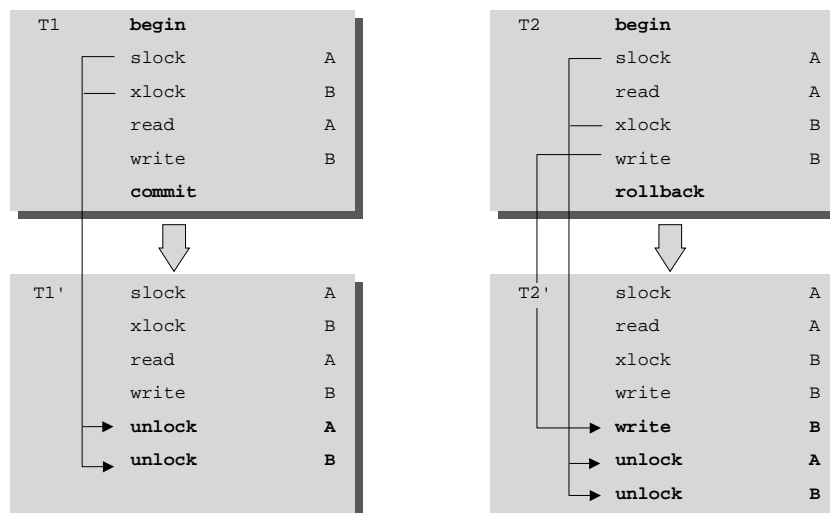 T1 begin
slock A
xlock B
read A
write B
commit
T2 begin
slock A
read A
xlock B
write B
rollback
T1' slock A
xlock B
read A
write B
unlock A
unlock B
T2' slock A
read A
xlock B
write B
write B
unlock A
unlock B